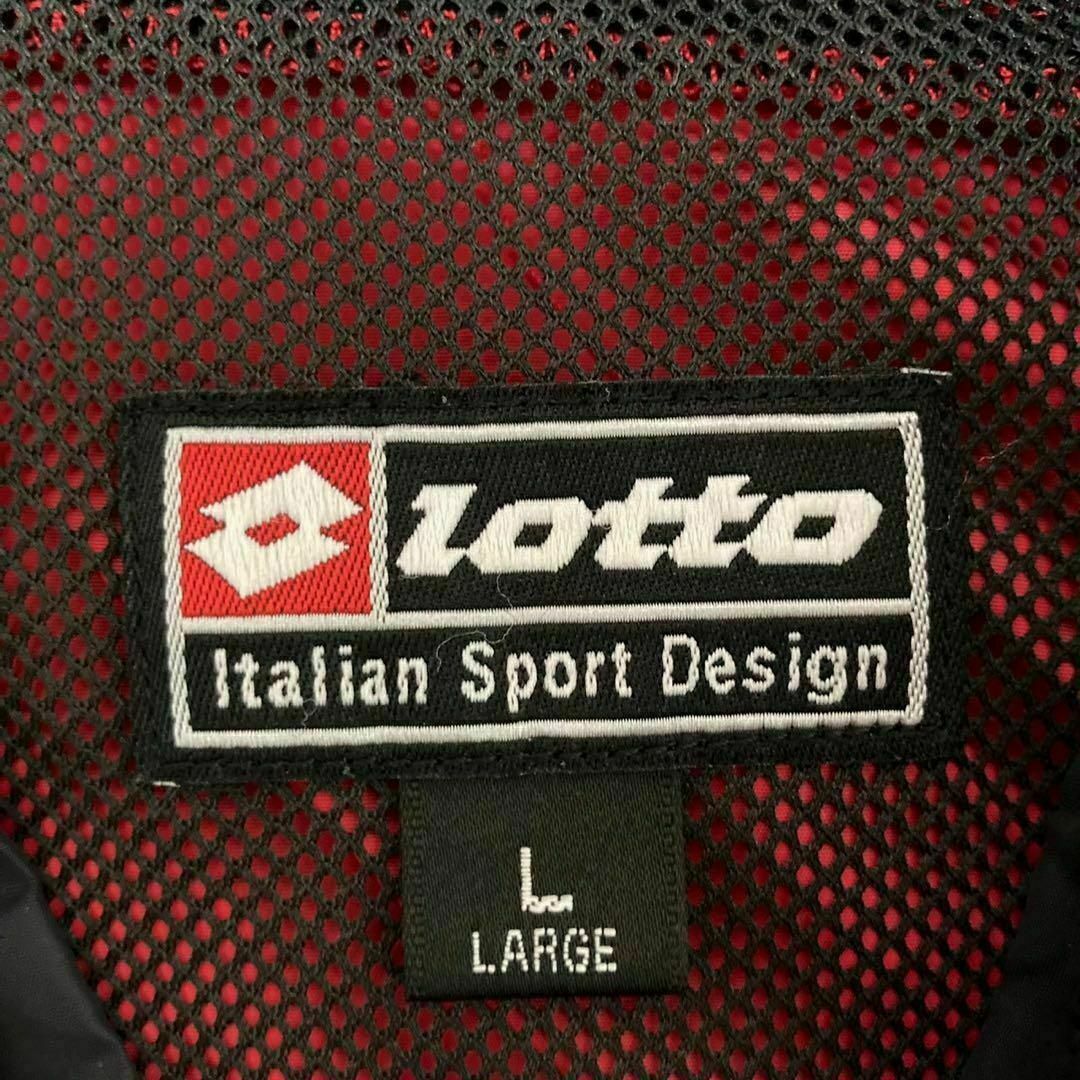 lotto
Italian Sport Design
L
LARGE